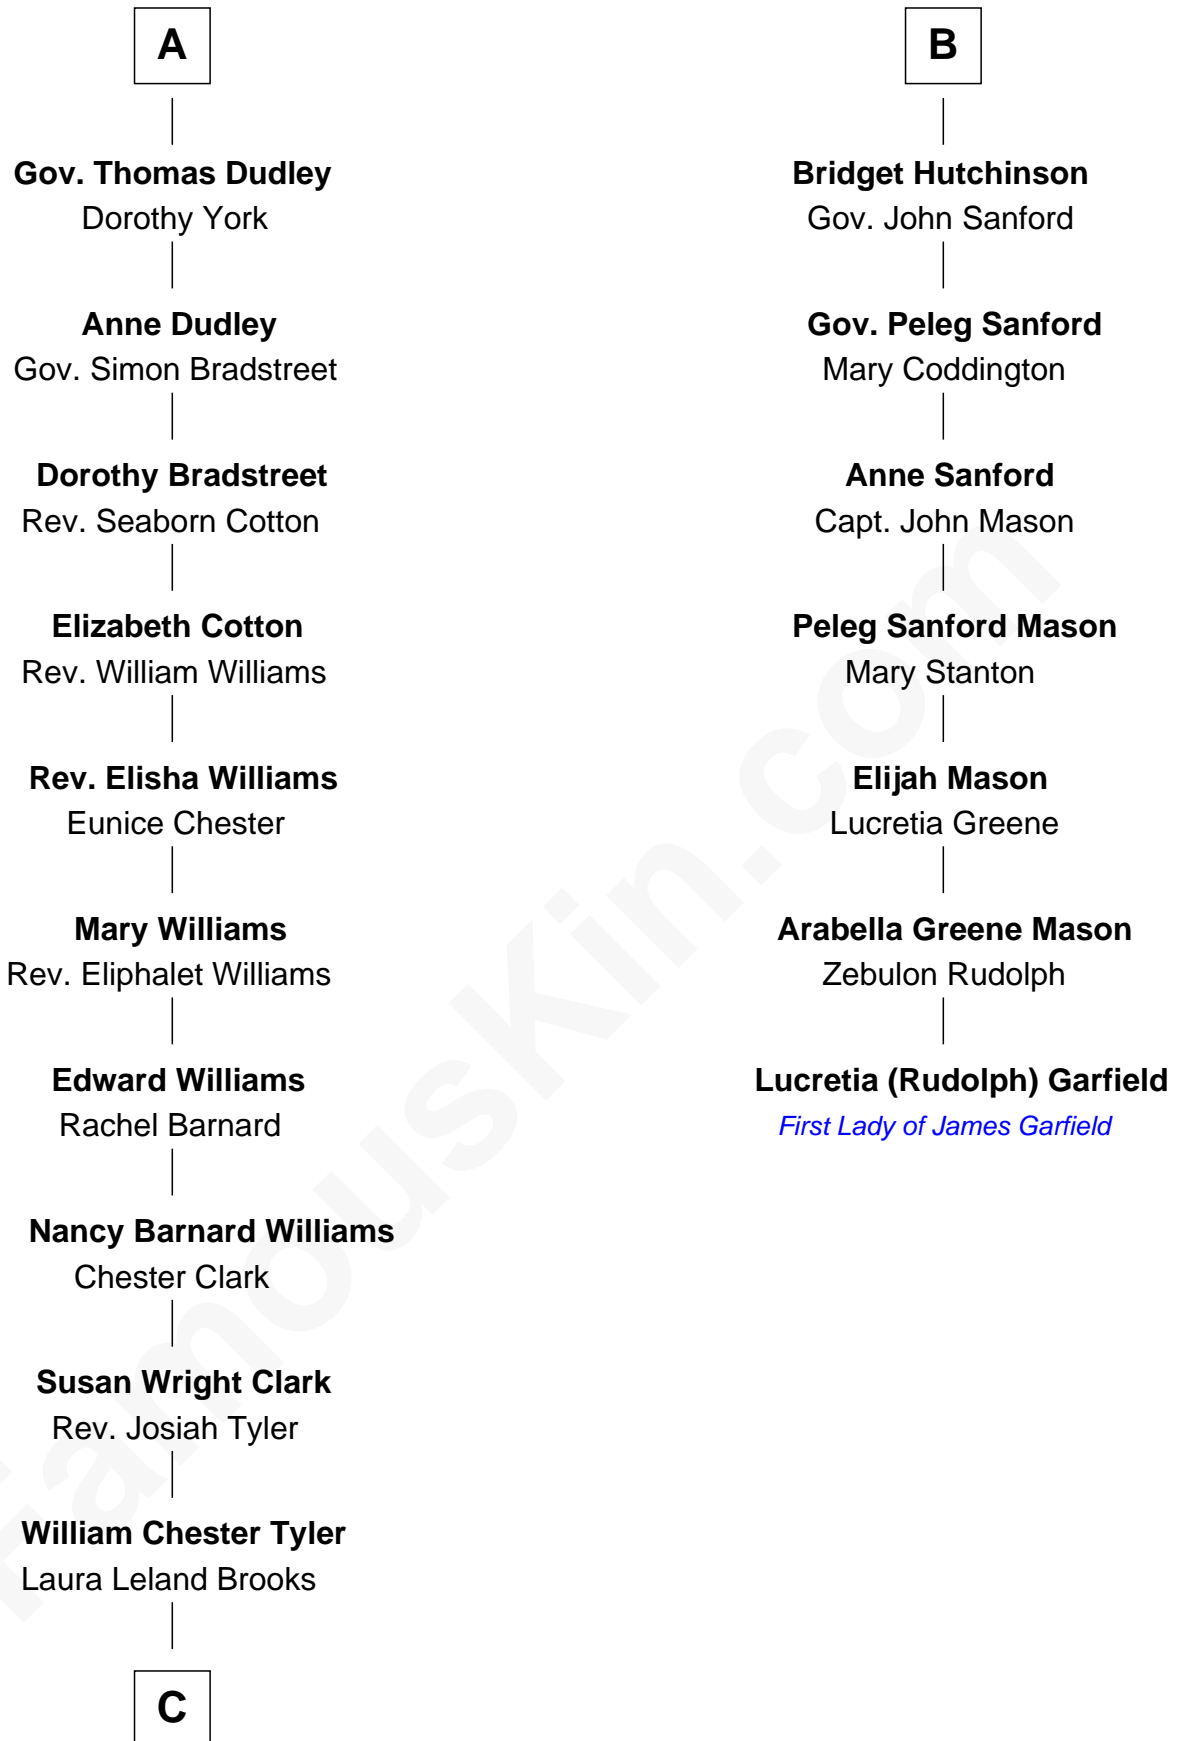 A
Gov. Thomas Dudley
Dorothy York
Anne Dudley
Gov. Simon Bradstreet
Dorothy Bradstreet
Rev. Seaborn Cotton
Elizabeth Cotton
Rev. William Williams
Rev. Elisha Williams
Eunice Chester
Mary Williams
Rev. Eliphalet Williams
Edward Williams
Rachel Barnard
Nancy Barnard Williams
Chester Clark
Susan Wright Clark
Rev. Josiah Tyler
William Chester Tyler
Laura Leland Brooks
C
B
Bridget Hutchinson
Gov. John Sanford
Gov. Peleg Sanford
Mary Coddington
Anne Sanford
Capt. John Mason
Peleg Sanford Mason
Mary Stanton
Elijah Mason
Lucretia Greene
Arabella Greene Mason
Zebulon Rudolph
Lucretia (Rudolph) Garfield
First Lady of James Garfield
FamousKin.com